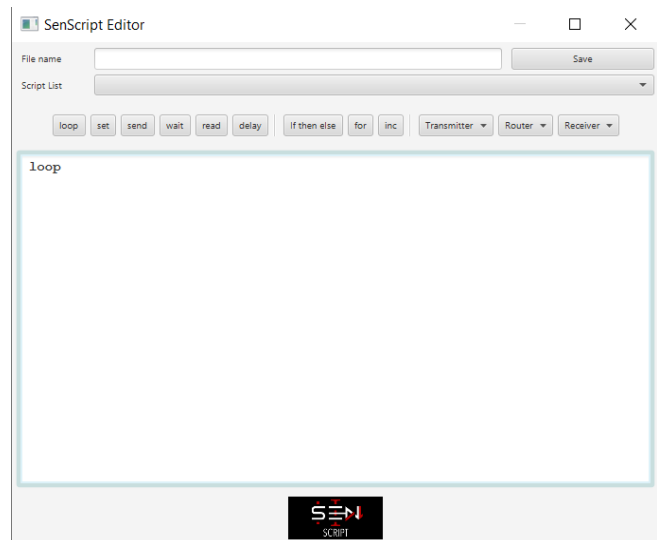 SenScript Editor
File name Save
Script List
loop set send wait read delay If then else for inc Transmitter Router Receiver
loop
SEN
SCRIPT